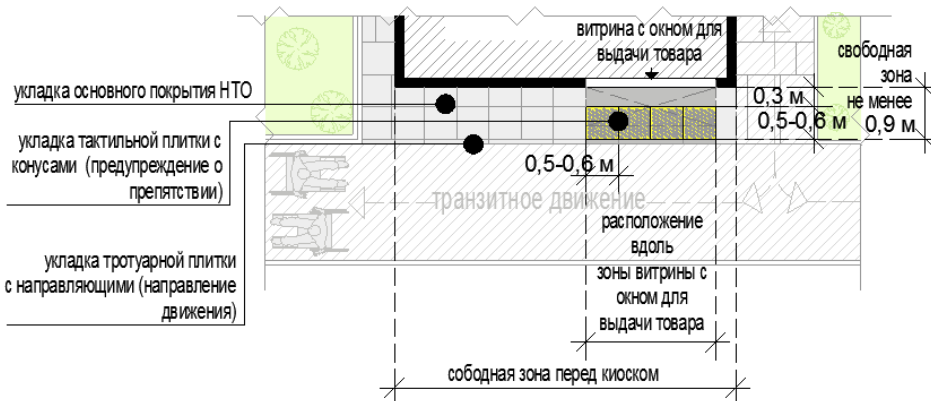 витрина с окном для
выдачи товара
свободная
зона
не менее
0,9 м
0,3 м
0,5-0,6 м
укладка основного покрытия НТО
укладка тактильной плитки с
конусами (предупреждение о
препятствии)
0,5-0,6 м
транзитное движение
расположение
вдоль
зоны витрины с
окном для
выдачи товара
укладка тротуарной плитки
с направляющими (направление
движения)
сободная зона перед киоском